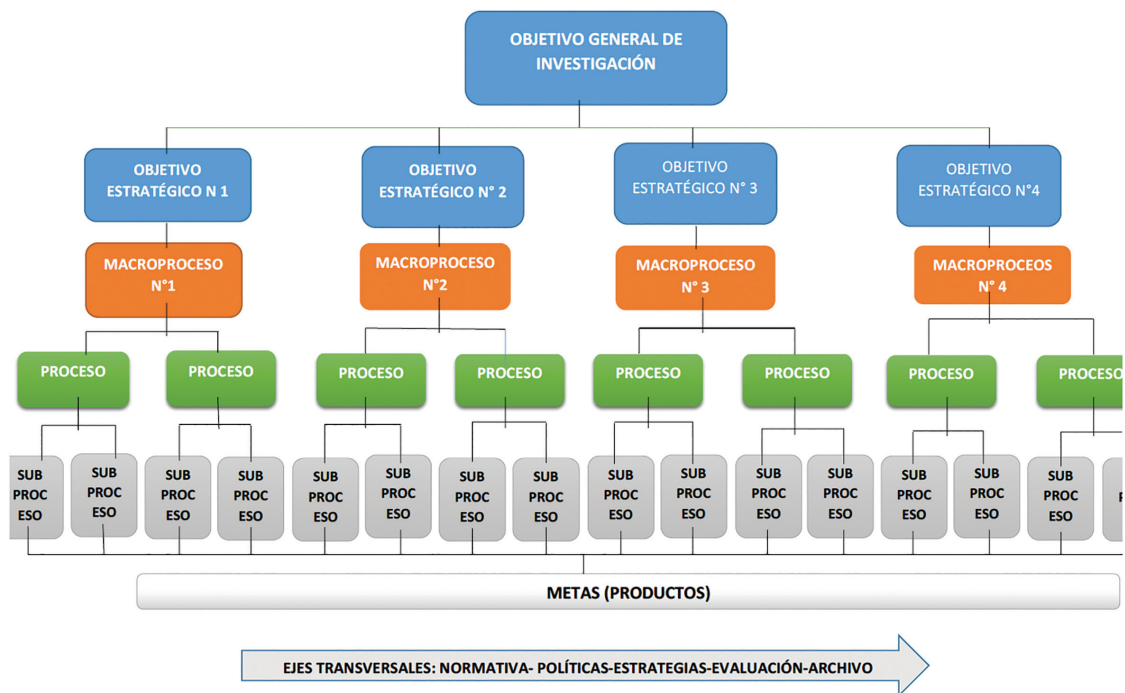 OBJETIVO GENERAL DE
INVESTIGACIÓN
OBJETIVO
ESTRATÉGICO N 1
OBJETIVO
ESTRATÉGICO N° 2
OBJETIVO
ESTRATÉGICO N° 3
OBJETIVO
ESTRATÉGICO N°4
MACROPROCESO
N°1
MACROPROCESO
N°2
MACROPROCESO
N° 3
MACROPROCEOS
N° 4
PROCESO
PROCESO
PROCESO
PROCESO
PROCESO
PROCESO
PROCESO
PROCESO
SUB
PROC
ESO
SUB
PROC
ESO
SUB
PROC
ESO
SUB
PROC
ESO
SUB
PROC
ESO
SUB
PROC
ESO
SUB
PROC
ESO
SUB
PROC
ESO
SUB
PROC
ESO
SUB
PROC
ESO
SUB
PROC
ESO
SUB
PROC
ESO
SUB
PROC
ESO
SUB
PROC
ESO
SUB
PROC
ESO
METAS (PRODUCTOS)
EJES TRANSVERSALES: NORMATIVA- POLÍTICAS-ESTRATEGIAS-EVALUACIÓN-ARCHIVO